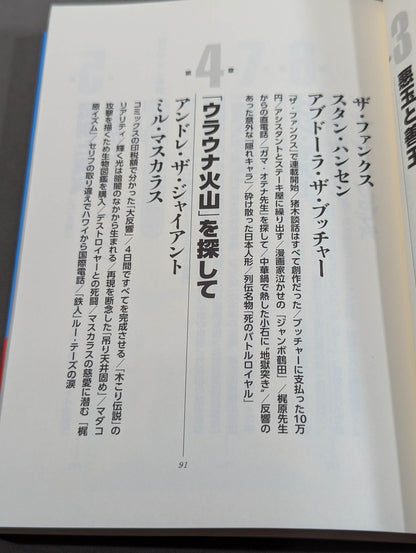 3
悪玉と善玉
ザ・ファンクス
スタン・ハンセン
アブドーラ・ザ・ブッチャー
「ザ・ファンクス」で連載開始／猪木談話はすべて創作だった／ブッチャーに支払った10万
円／アシスタントとステーキ屋に繰り出す／漫画家泣かせの「ジャンボ鶴田」／梶原先生
からの直電話／「ガマ・オテナ先生」を探して／中華鍋で熱した小石に“地獄突き”／反響の
あった意外な「隠れキャラ」／砕け散った日本人形／列伝名物「死のバトルロイヤル」
第4章
「ウラウナ火山」を探して
アンドレ・ザ・ジャイアント
ミル・マスカラス
コミックスの印税額で分かった「大反響」／4日間ですべてを完成させる／「木こり伝説」の
リアリティ／輝く光は暗闇のなかから生まれる／再現を断念した「吊り天井固め」／マダコ
攻撃を描くため生物図鑑を購入／デストロイヤーとの死闘／マスカラスの慈愛に潜む「梶
原イズム」／セリフの取り違えでハワイから国際電話／「鉄人」ルー・テーズの涙
91